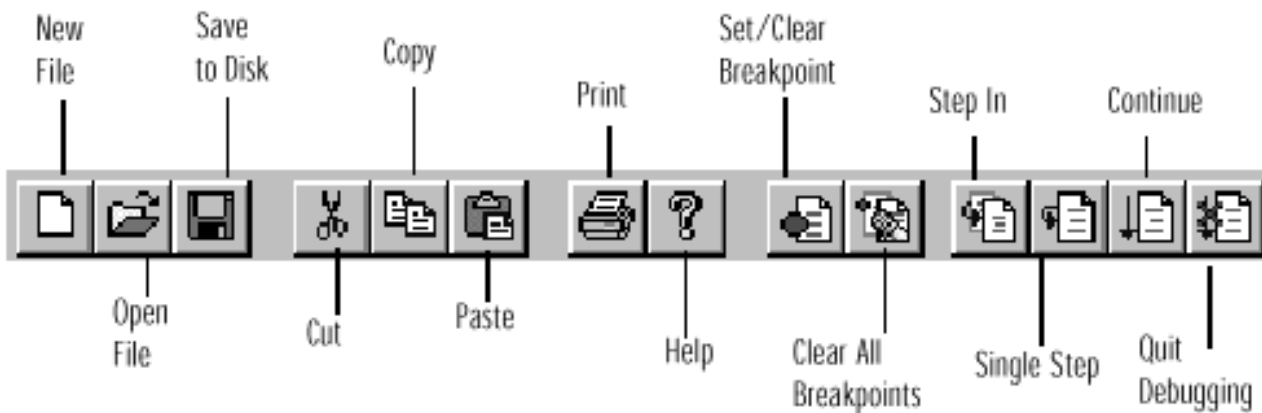 New
File
Save
to Disk
Copy
Print
Set/Clear
Breakpoint
Step In
Continue
Open
File
Cut
Paste
Help
Clear All
Breakpoints
Single Step
Quit
Debugging